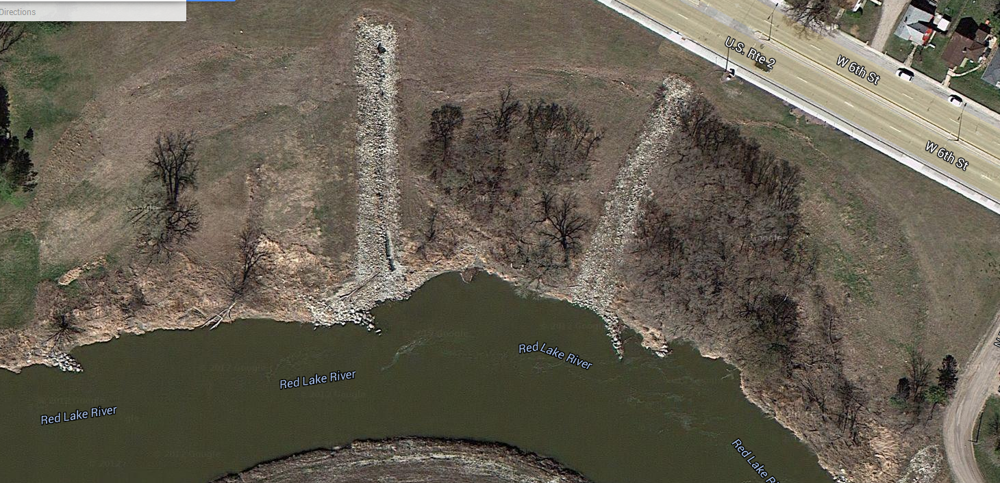 Directions
U.S. Rte 2
W 6th St
W 6th St
Red Lake River
Red Lake River
Red Lake River